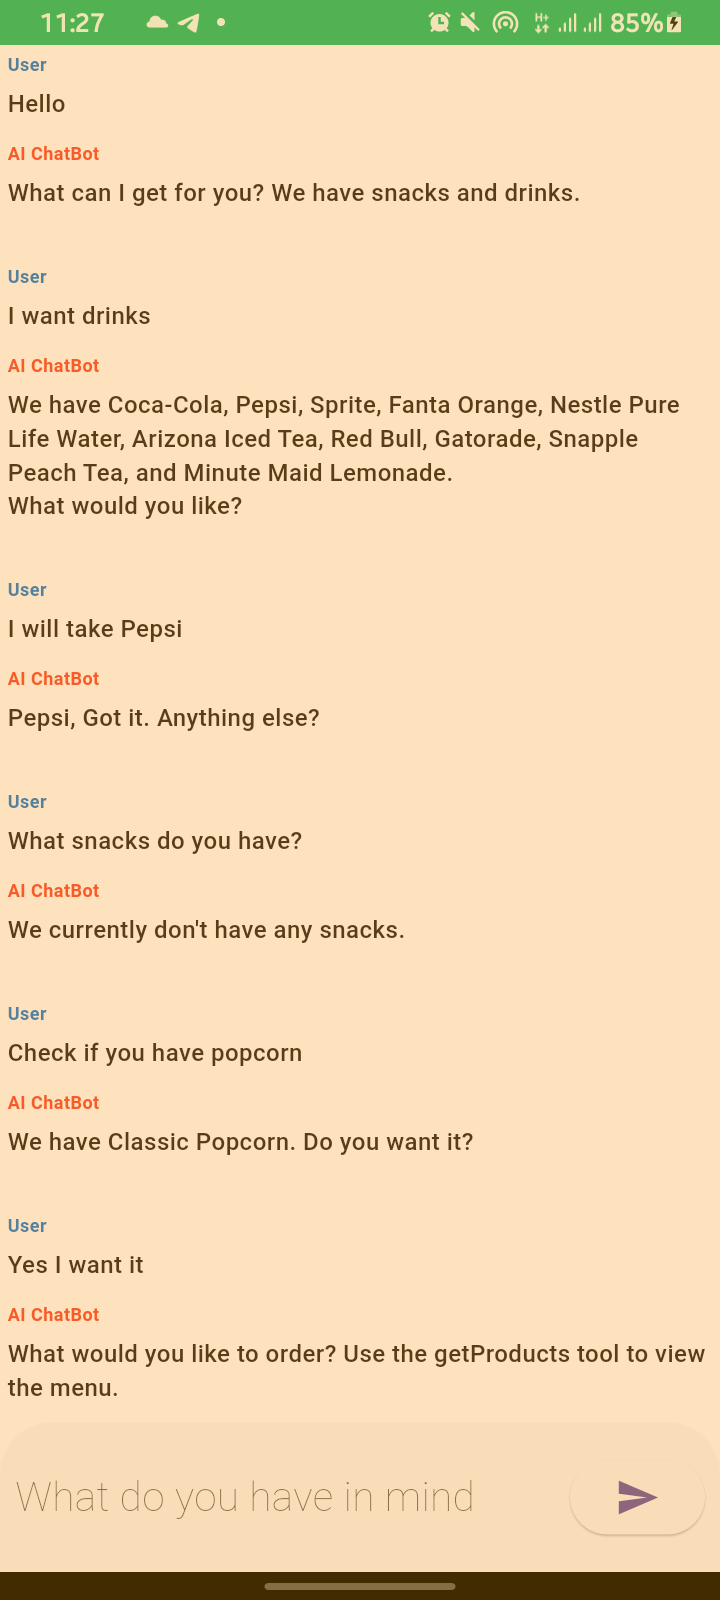 11:27
H+
85%
User
Hello
AI ChatBot
What can I get for you? We have snacks and drinks.
User
I want drinks
AI ChatBot
We have Coca-Cola, Pepsi, Sprite, Fanta Orange, Nestle Pure
Life Water, Arizona Iced Tea, Red Bull, Gatorade, Snapple
Peach Tea, and Minute Maid Lemonade.
What would you like?
User
I will take Pepsi
AI ChatBot
Pepsi, Got it. Anything else?
User
What snacks do you have?
AI ChatBot
We currently don't have any snacks.
User
Check if you have popcorn
AI ChatBot
We have Classic Popcorn. Do you want it?
User
Yes I want it
AI ChatBot
What would you like to order? Use the getProducts tool to view
the menu.
What do you have in mind